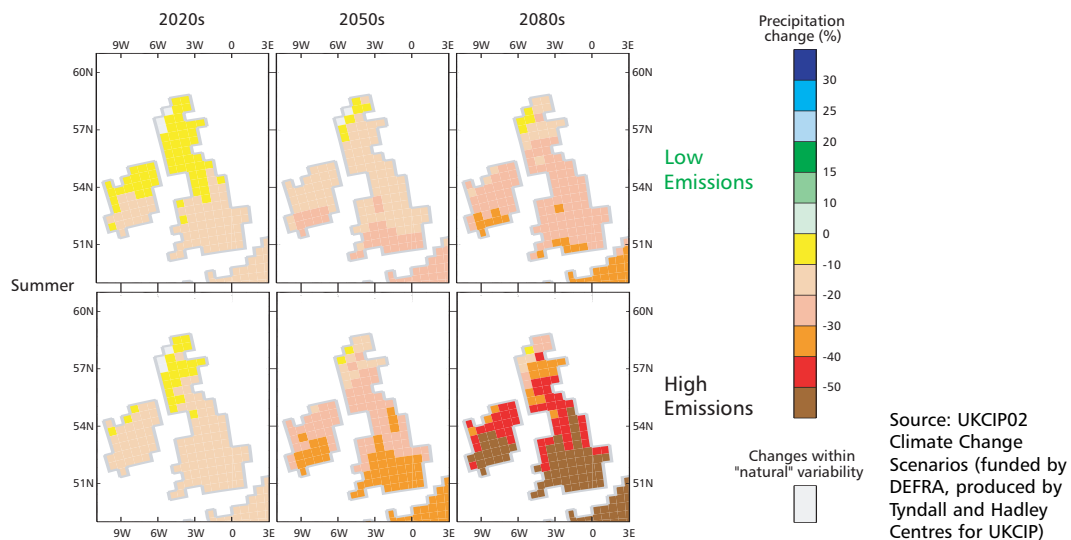 2020s 2050s 2080s
9W 6W 3W 0 3E 9W 6W 3W 0 3E 9W 6W 3W 0 3E
60N 60N
57N 57N
54N 54N
51N 51N
Low
Emissions
Summer
60N 60N
57N 57N
54N 54N
51N 51N
High
Emissions
9W 6W 3W 0 3E 9W 6W 3W 0 3E 9W 6W 3W 0 3E
Precipitation
change (%)
30
25
20
15
10
0
-10
-20
-30
-40
-50
Changes within
"natural" variability
Source: UKCIP02
Climate Change
Scenarios (funded by
DEFRA, produced by
Tyndall and Hadley
Centres for UKCIP)